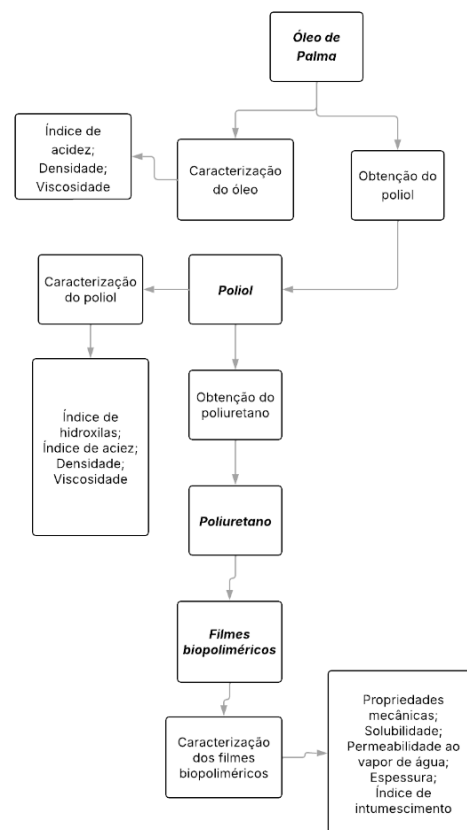 Óleo de
Palma
Índice de
acidez;
Densidade;
Viscosidade
Caracterização
do óleo
Obtenção do
poliol
Caracterização
do poliol
Poliol
Índice de
hidroxilas;
Índice de aciez;
Densidade;
Viscosidade
Obtenção do
poliuretano
Poliuretano
Filmes
biopoliméricos
Caracterização
dos filmes
biopoliméricos
Propriedades
mecânicas;
Solubilidade;
Permeabilidade ao
vapor de água;
Espessura;
Índice de
intumescimento